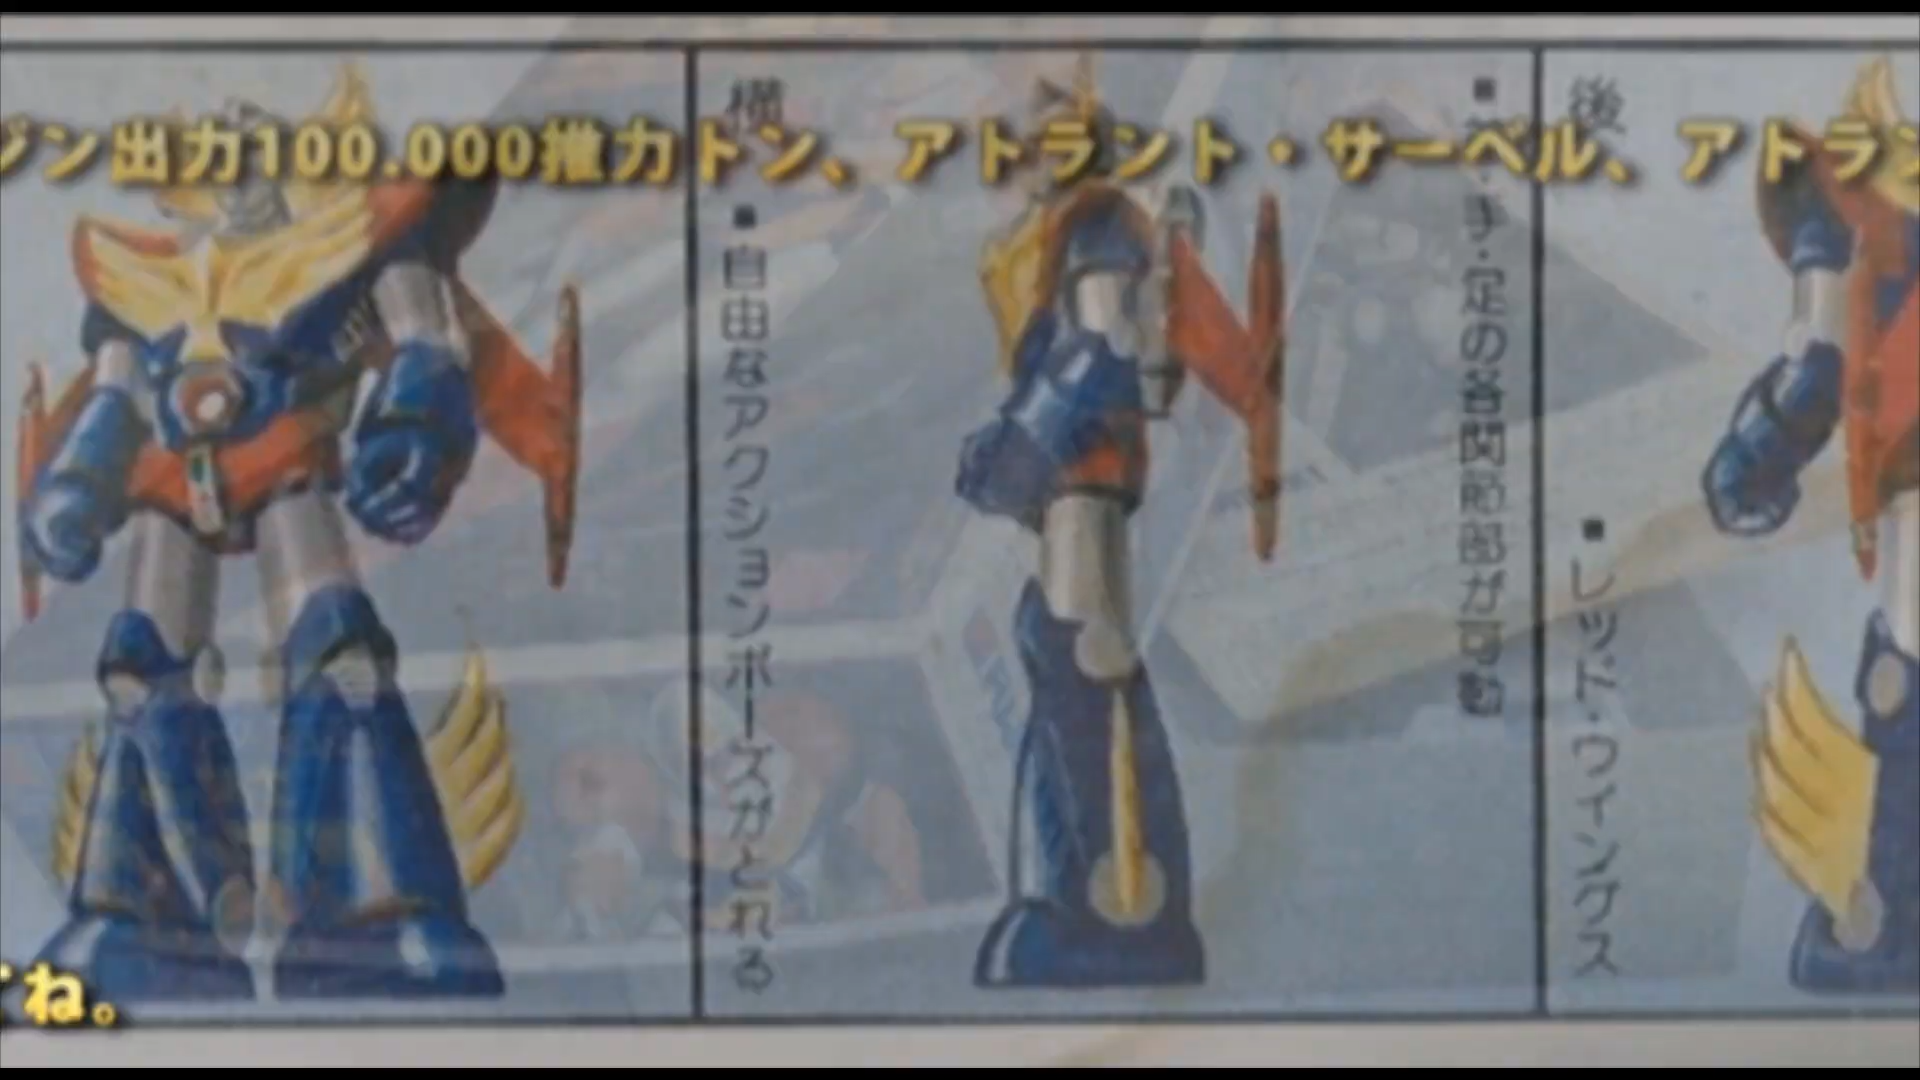 ジン出力100.000推力トン、アトラント・サーベル、アトラン
横
■自由なアクションポーズがとれる
手・足の各関節部が可動
後
■レッド・ウィングス
てね。